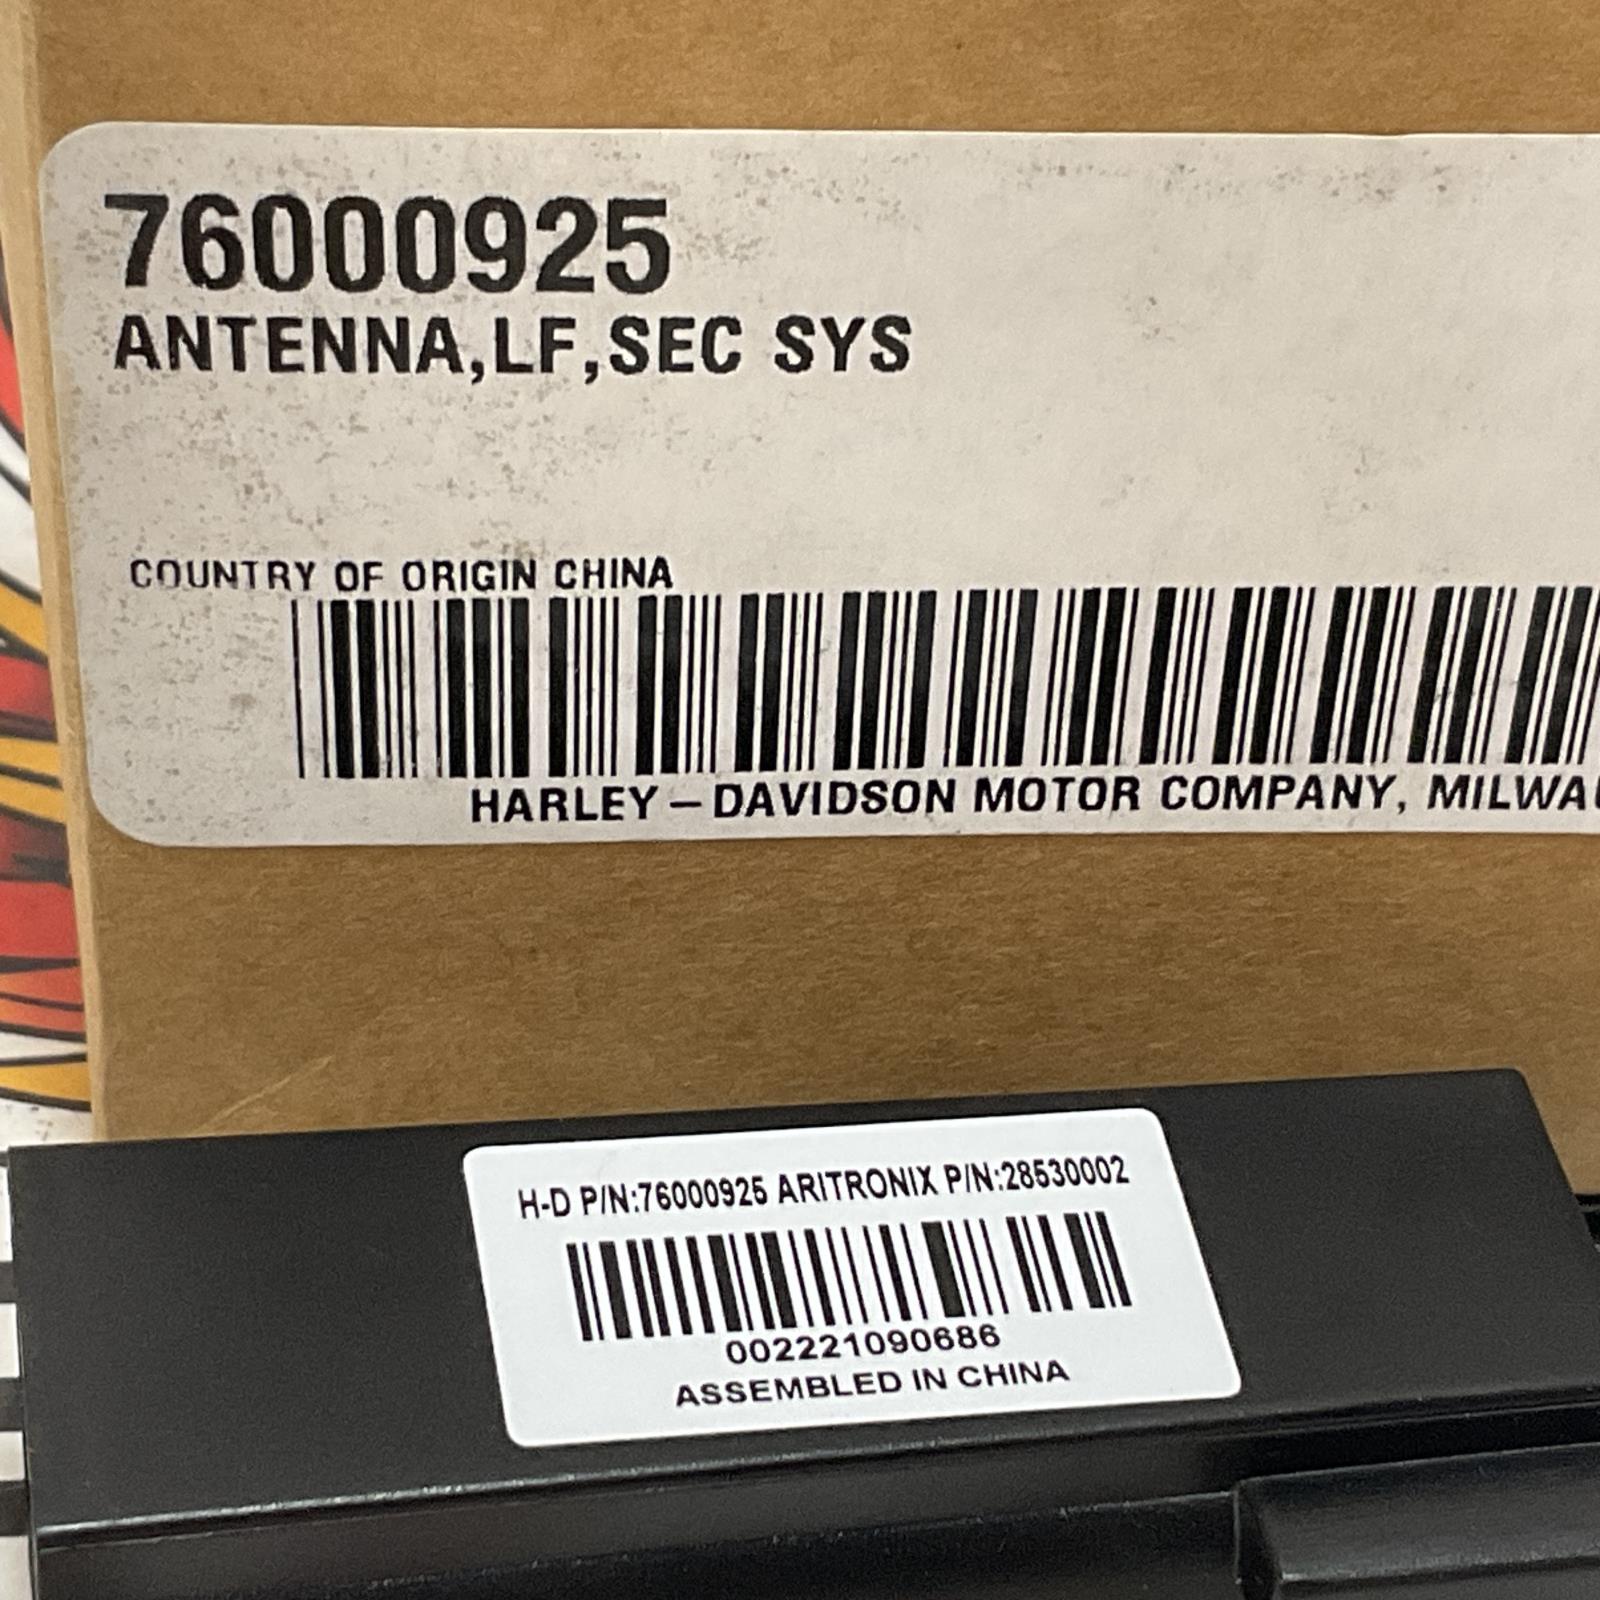 76000925
ANTENNA,LF,SEC SYS
COUNTRY OF ORIGIN CHINA
HARLEY-DAVIDSON MOTOR COMPANY,
H-D P/N:76000925 ARITRONIX P/N:28530002
002221090686
ASSEMBLED IN CHINA